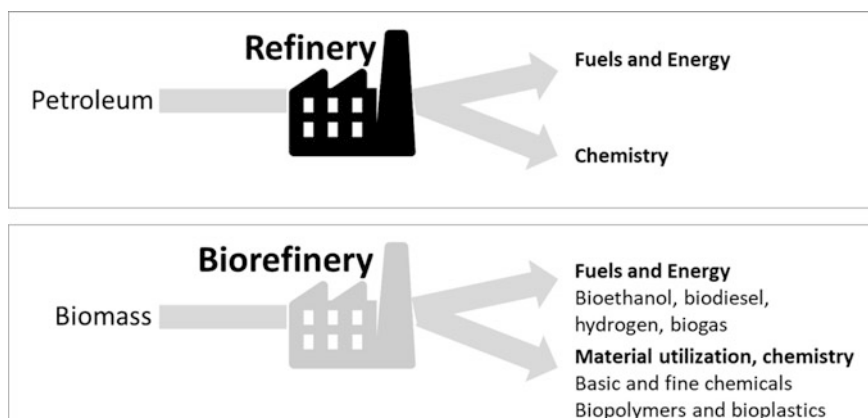 Refinery
Petroleum
Fuels and Energy
Chemistry
Biorefinery
Biomass
Fuels and Energy
Bioethanol, biodiesel,
hydrogen, biogas
Material utilization, chemistry
Basic and fine chemicals
Biopolymers and bioplastics